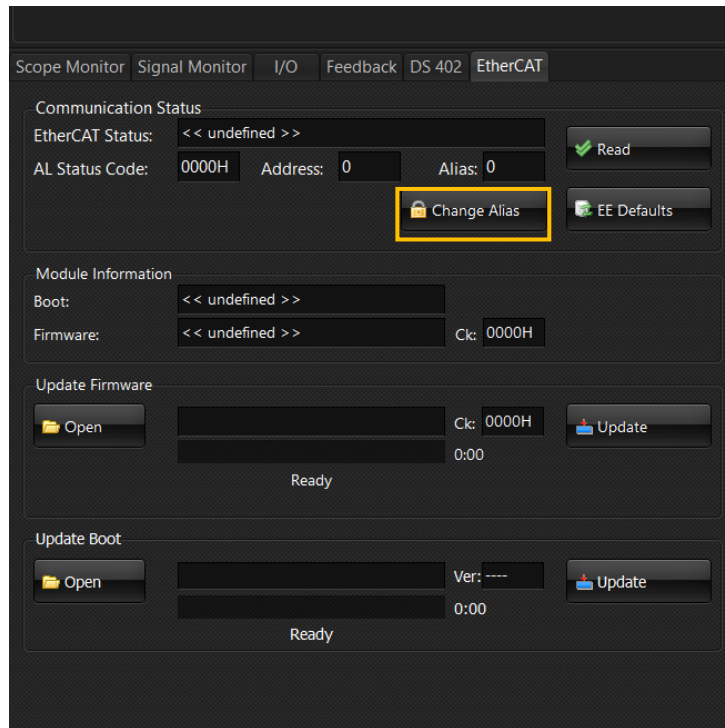 Scope Monitor Signal Monitor I/O Feedback DS 402 EtherCAT
Communication Status
EtherCAT Status: << undefined >> Read
AL Status Code: 0000H Address: 0 Alias: 0
Change Alias EE Defaults
Module Information
Boot: << undefined >>
Firmware: << undefined >> Ck: 0000H
Update Firmware
Open Ck: 0000H Update
0:00
Ready
Update Boot
Open Ver: ---- Update
0:00
Ready